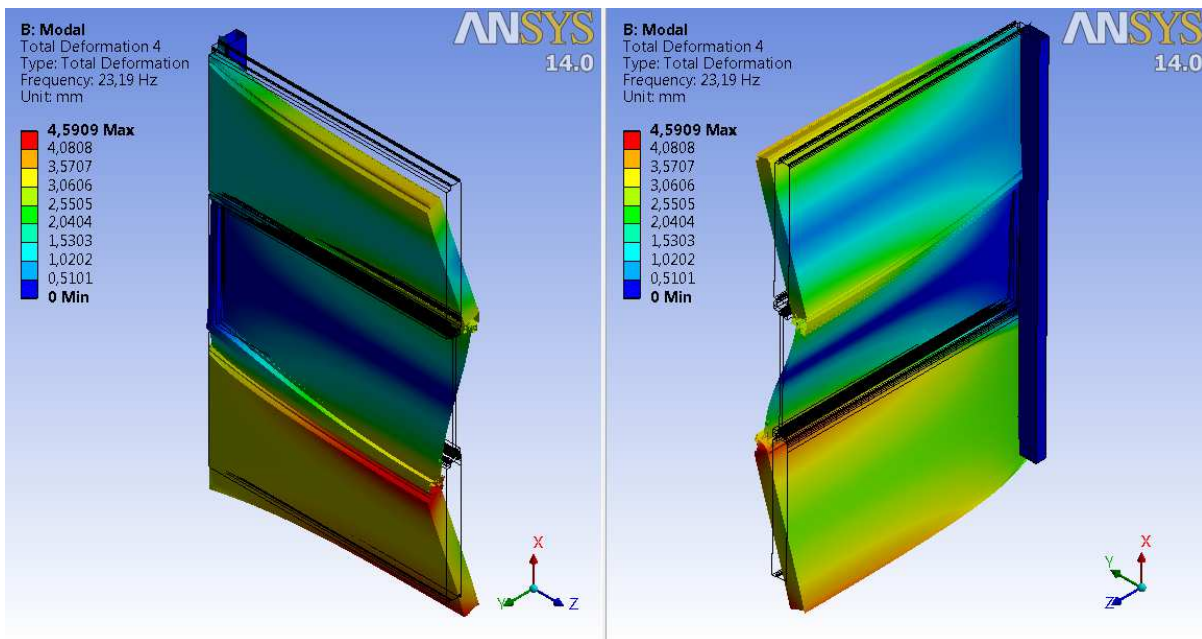 B: Modal
Total Deformation 4
Type: Total Deformation
Frequency: 23,19 Hz
Unit: mm
4,5909 Max
4,0808
3,5707
3,0606
2,5505
2,0404
1,5303
1,0202
0,5101
0 Min
ANSYS
14.0
X
Y
Z
B: Modal
Total Deformation 4
Type: Total Deformation
Frequency: 23,19 Hz
Unit: mm
4,5909 Max
4,0808
3,5707
3,0606
2,5505
2,0404
1,5303
1,0202
0,5101
0 Min
ANSYS
14.0
X
Y
Z